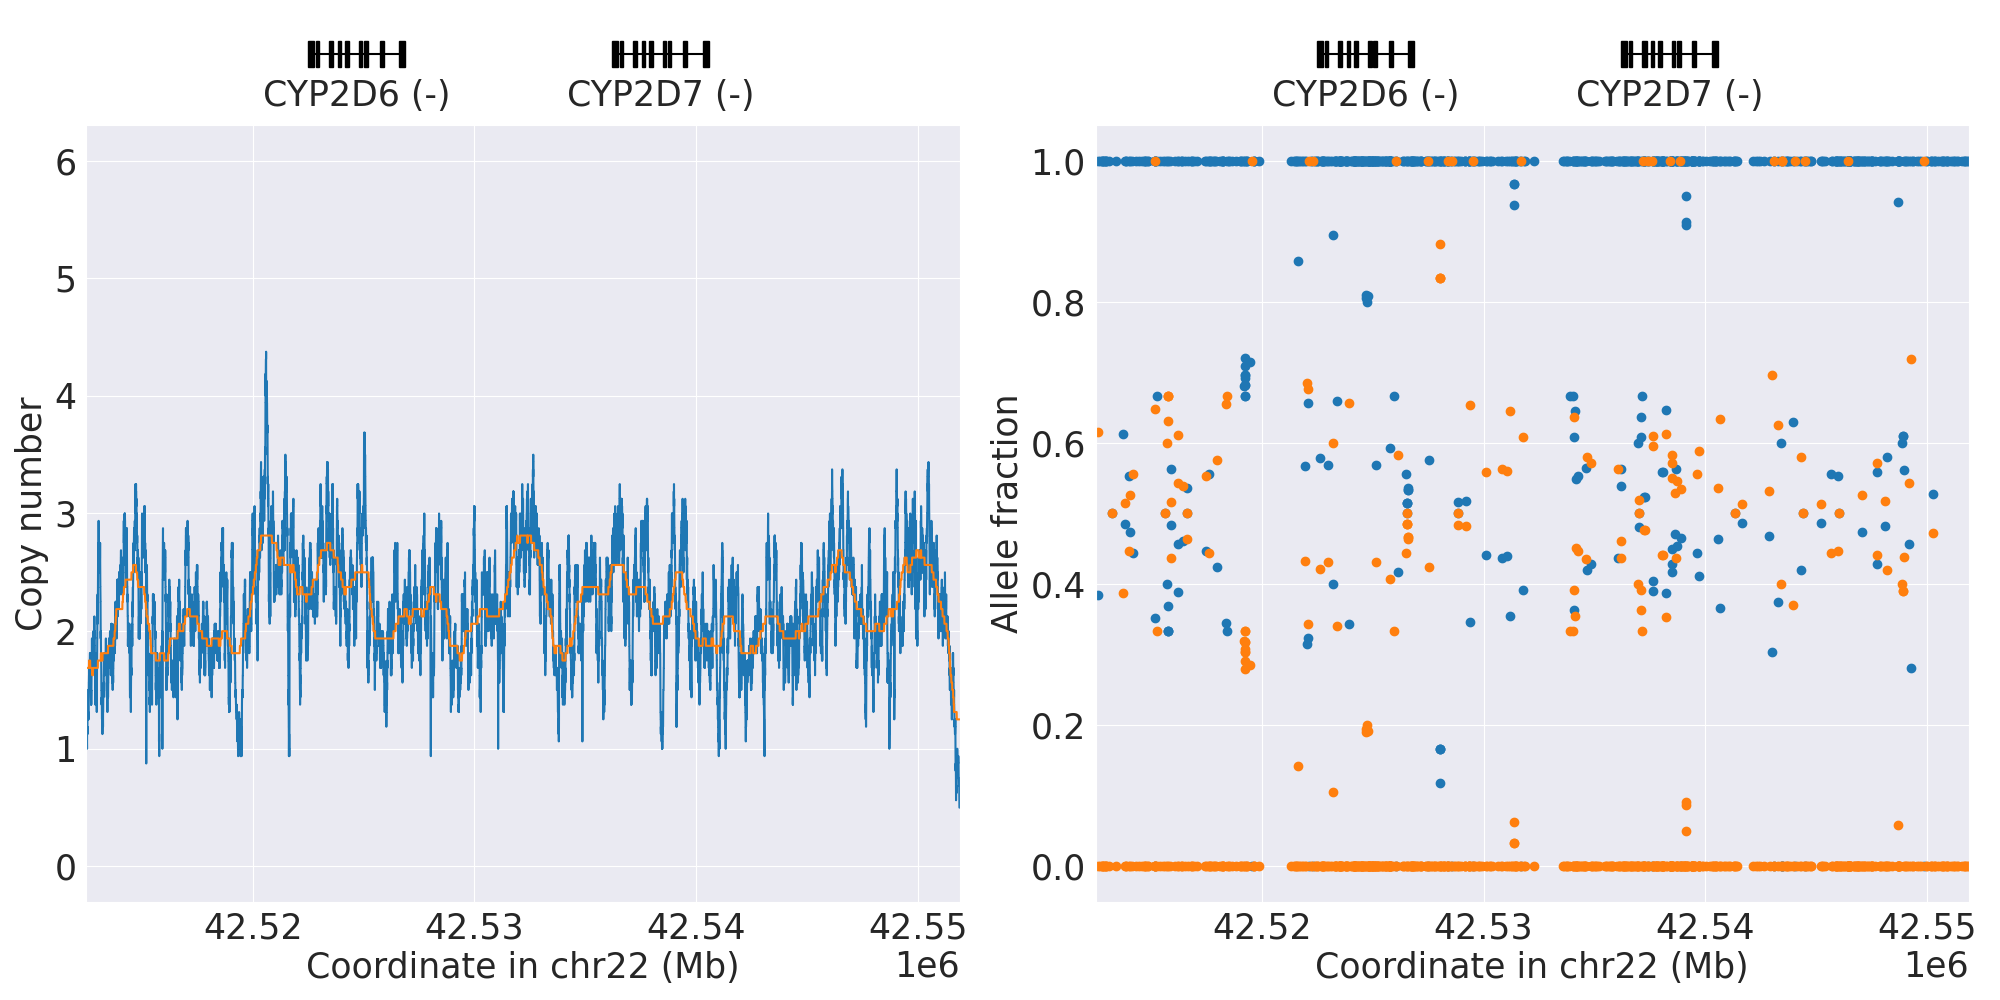 CYP2D6 (-) CYP2D7 (-)
Copy number
6
5
4
3
2
1
0
42.52 42.53 42.54 42.55
Coordinate in chr22 (Mb)
1e6
CYP2D6 (-) CYP2D7 (-)
Allele fraction
1.0
0.8
0.6
0.4
0.2
0.0
42.52 42.53 42.54 42.55
Coordinate in chr22 (Mb)
1e6